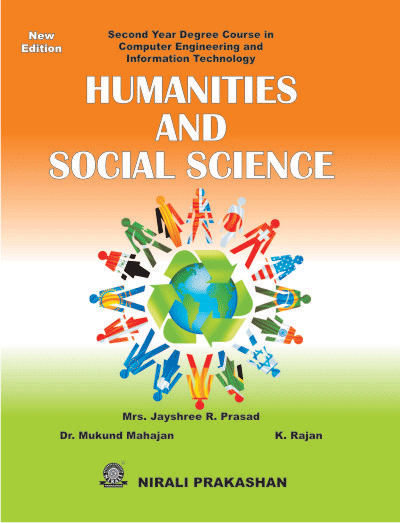 New
Edition
Second Year Degree Course in
Computer Engineering and
Information Technology
HUMANITIES
AND
SOCIAL SCIENCE
Mrs. Jayshree R. Prasad
Dr. Mukund Mahajan
K. Rajan
NIRALI PRAKASHAN